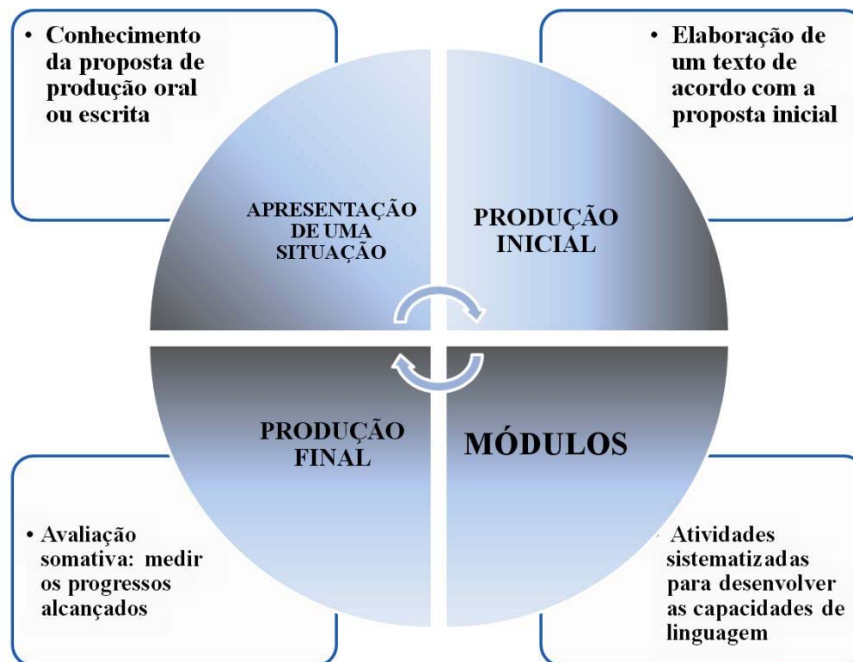 • Conhecimento
da proposta de
produção oral
ou escrita
• Elaboração de
um texto de
acordo com a
proposta inicial
APRESENTAÇÃO
DE UMA
SITUAÇÃO
PRODUÇÃO
INICIAL
PRODUÇÃO
FINAL
MÓDULOS
• Avaliação
somativa: medir
os progressos
alcançados
• Atividades
sistematizadas
para desenvolver
as capacidades de
linguagem